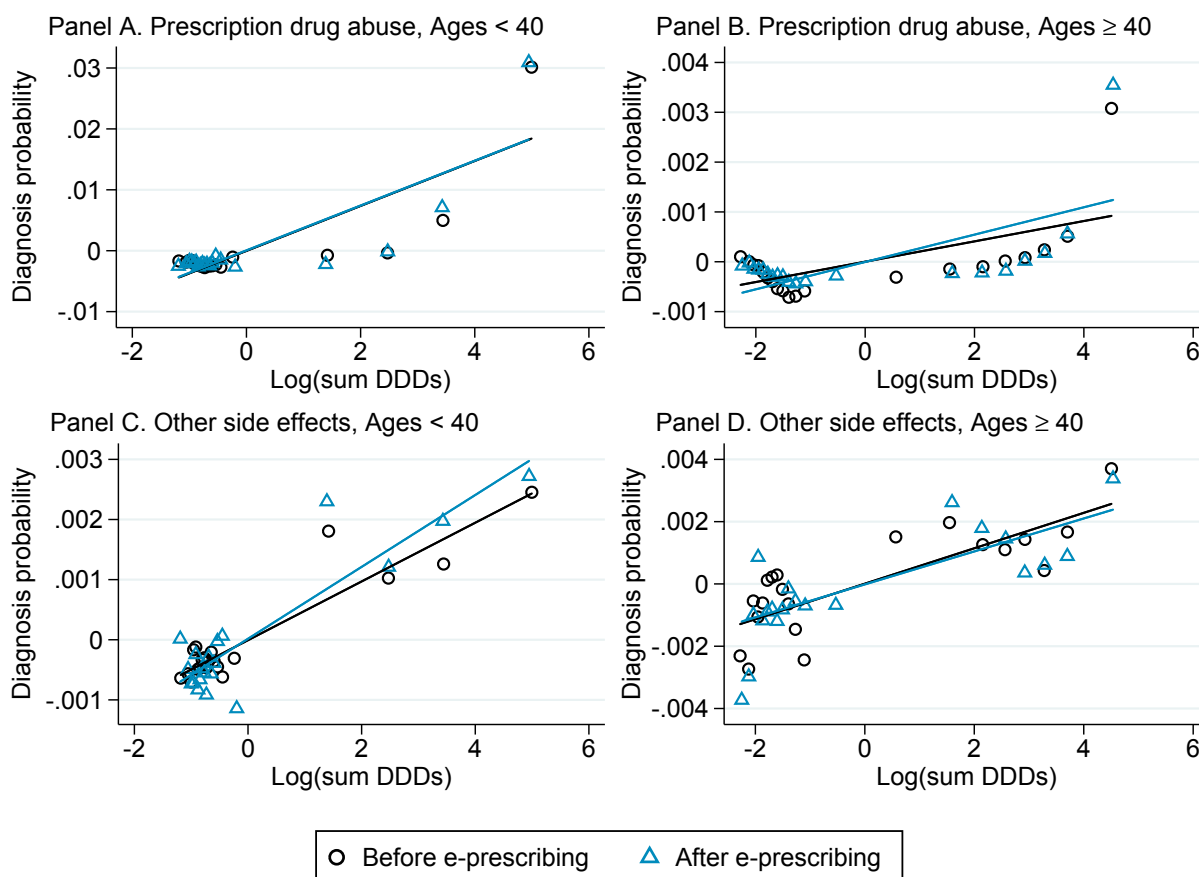 Panel A. Prescription drug abuse, Ages < 40
Diagnosis probability
.03
.02
.01
0
-.01
-2 0 2 4 6
Log(sum DDDs)
Panel B. Prescription drug abuse, Ages ≥ 40
Diagnosis probability
.004
.003
.002
.001
0
-.001
-2 0 2 4 6
Log(sum DDDs)
Panel C. Other side effects, Ages < 40
Diagnosis probability
.003
.002
.001
0
-.001
-2 0 2 4 6
Log(sum DDDs)
Panel D. Other side effects, Ages ≥ 40
Diagnosis probability
.004
.002
0
-.002
-.004
-2 0 2 4 6
Log(sum DDDs)
Before e-prescribing After e-prescribing